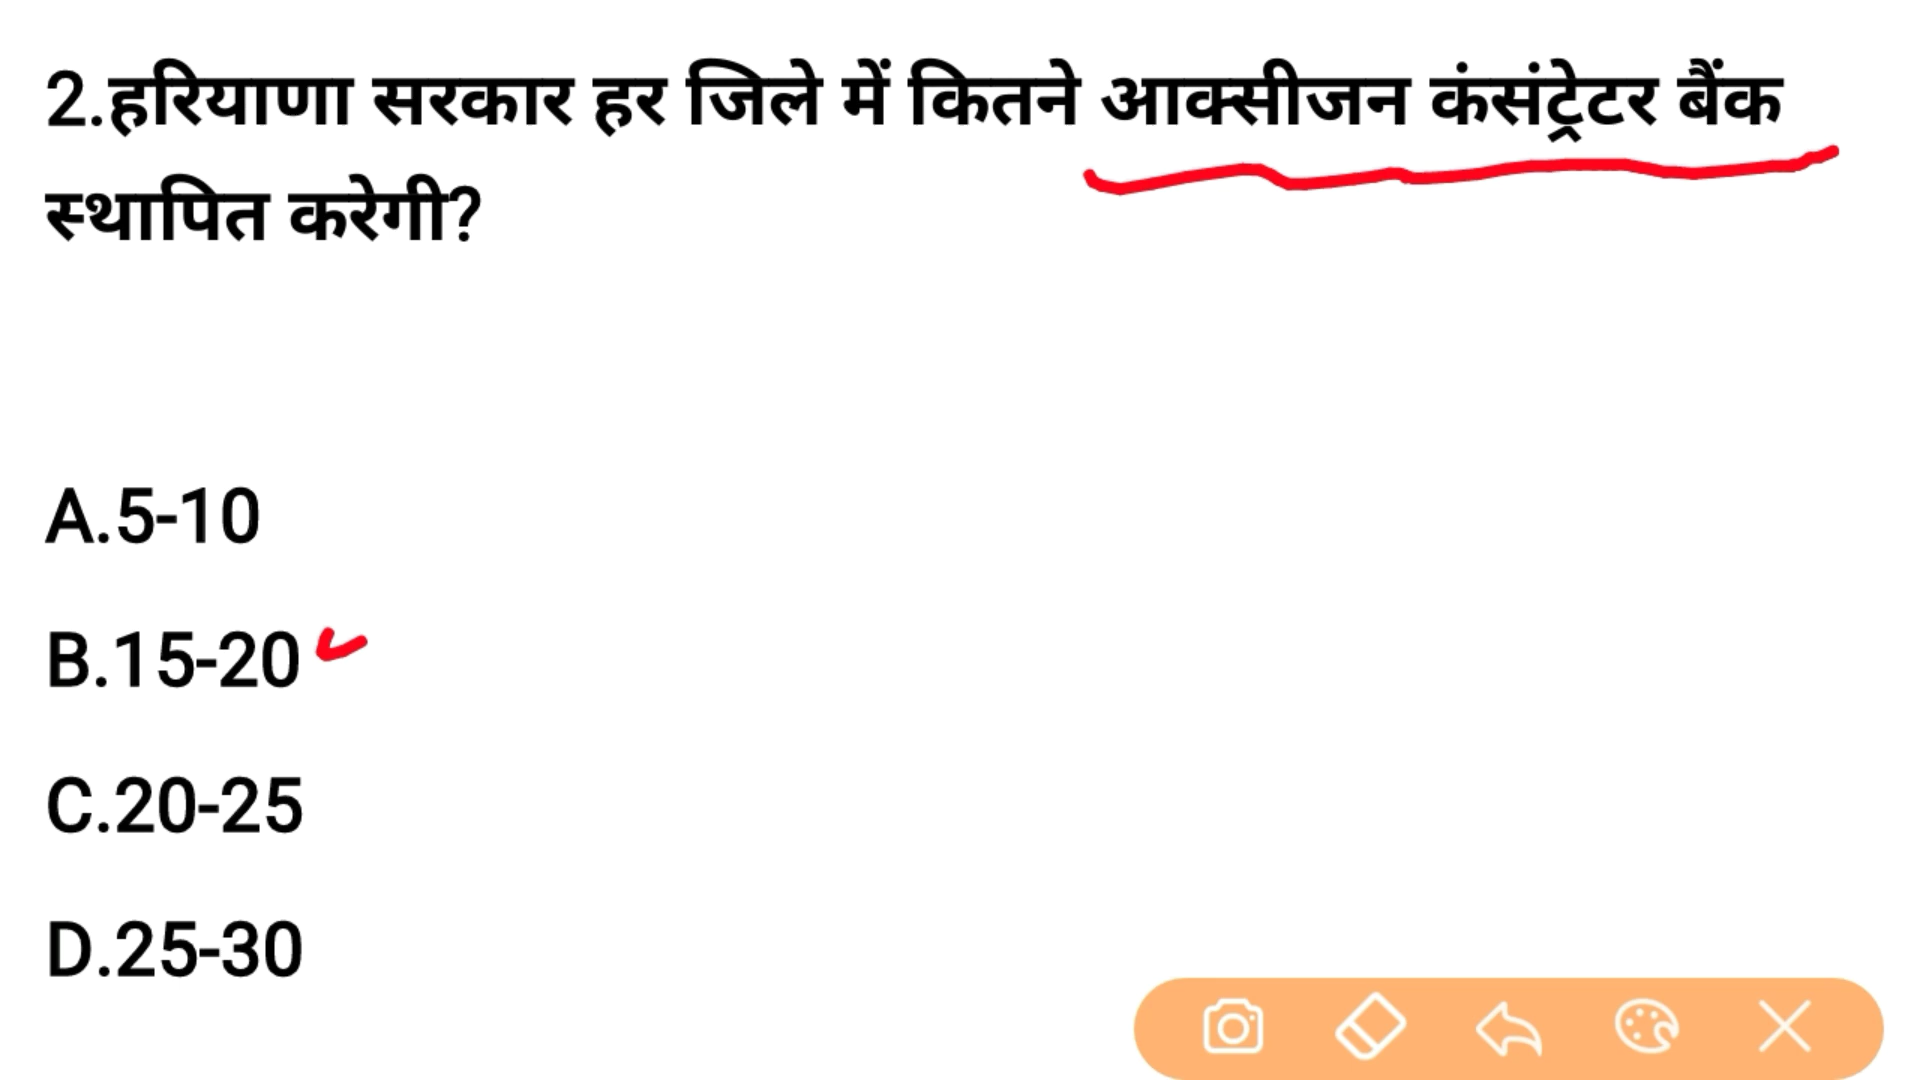 2.हरियाणा सरकार हर जिले में कितने आक्सीजन कंसंट्रेटर बैंक
स्थापित करेगी?
A.5-10
B.15-20
C.20-25
D.25-30